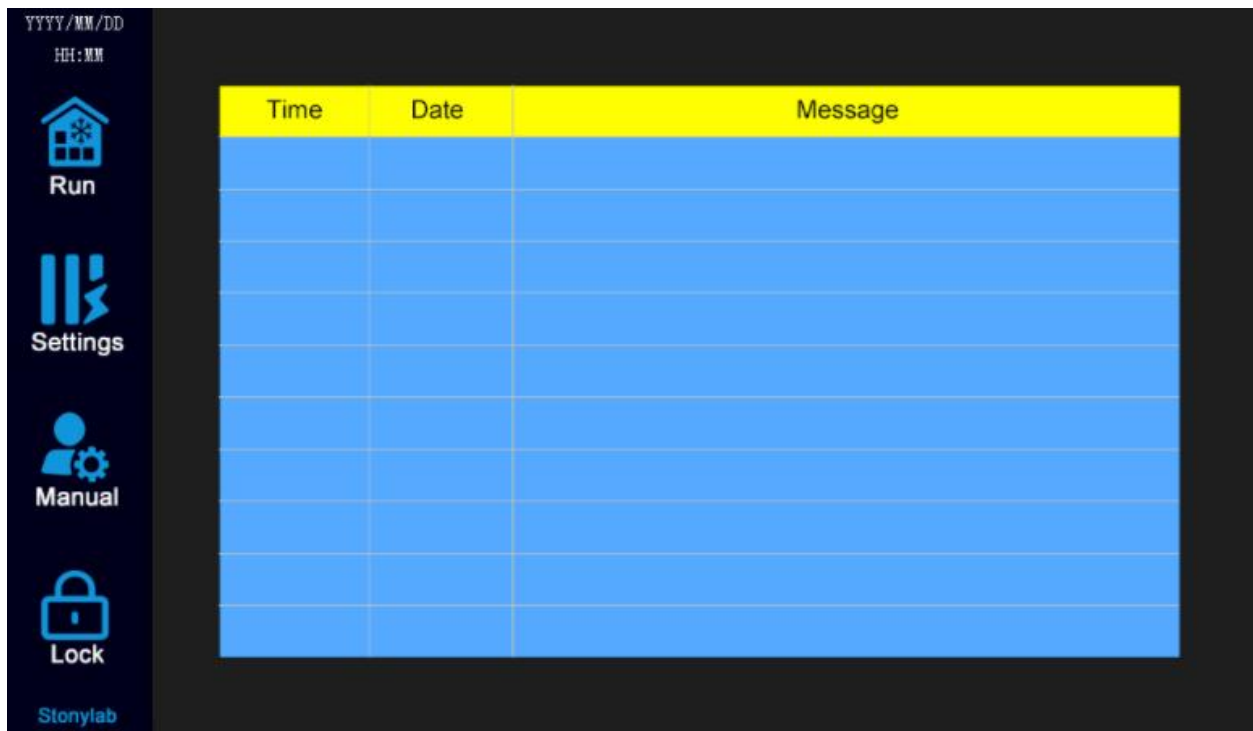 YYYY/MM/DD
HH:MM
Run
Settings
Manual
Lock
Stonylab
Time Date Message